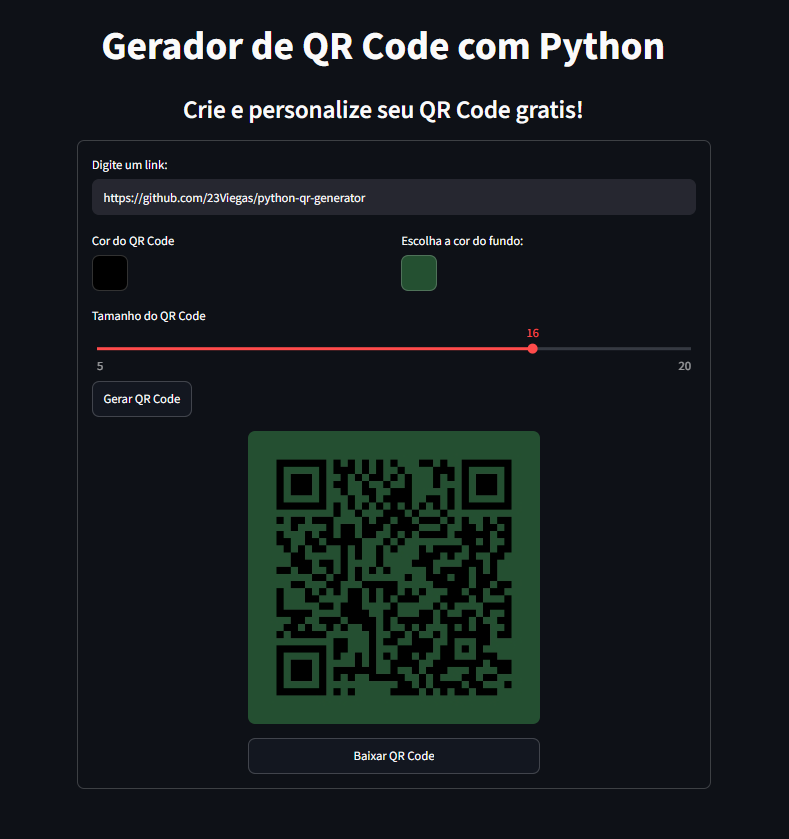 Gerador de QR Code com Python
Crie e personalize seu QR Code gratis!
Digite um link:
https://github.com/23Viegas/python-qr-generator
Cor do QR Code
Escolha a cor do fundo:
Tamanho do QR Code
16
5
20
Gerar QR Code
Baixar QR Code